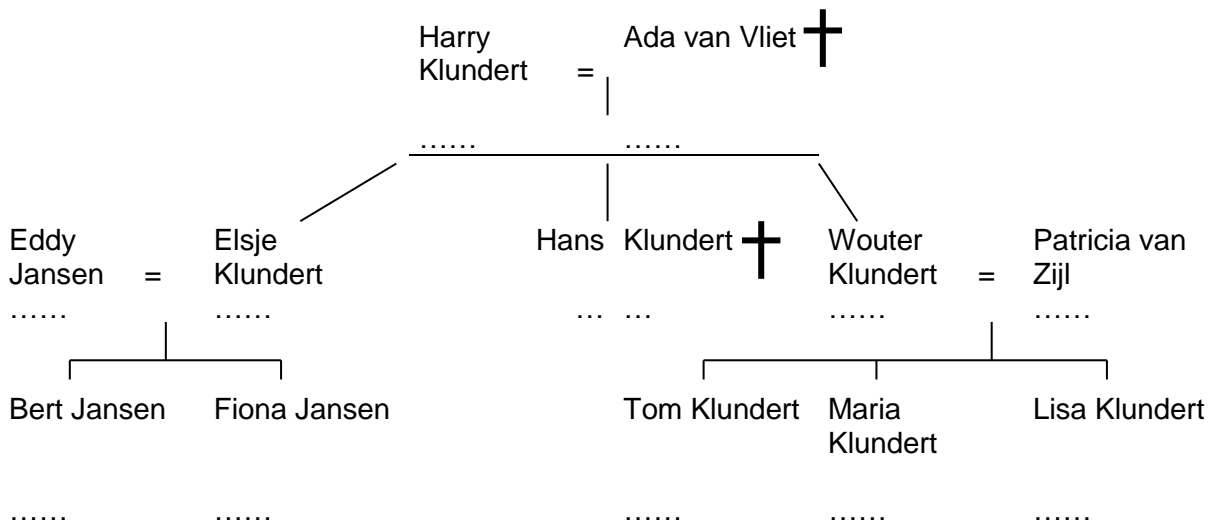 Harry Ada van Vliet
Klundert =
…… ……
Eddy Elsje Hans Klundert Wouter Patricia van
Jansen = Klundert Klundert = Zijl
…… …… … … …… ……
Bert Jansen Fiona Jansen Tom Klundert Maria Lisa Klundert
Klundert
…… …… …… …… ……